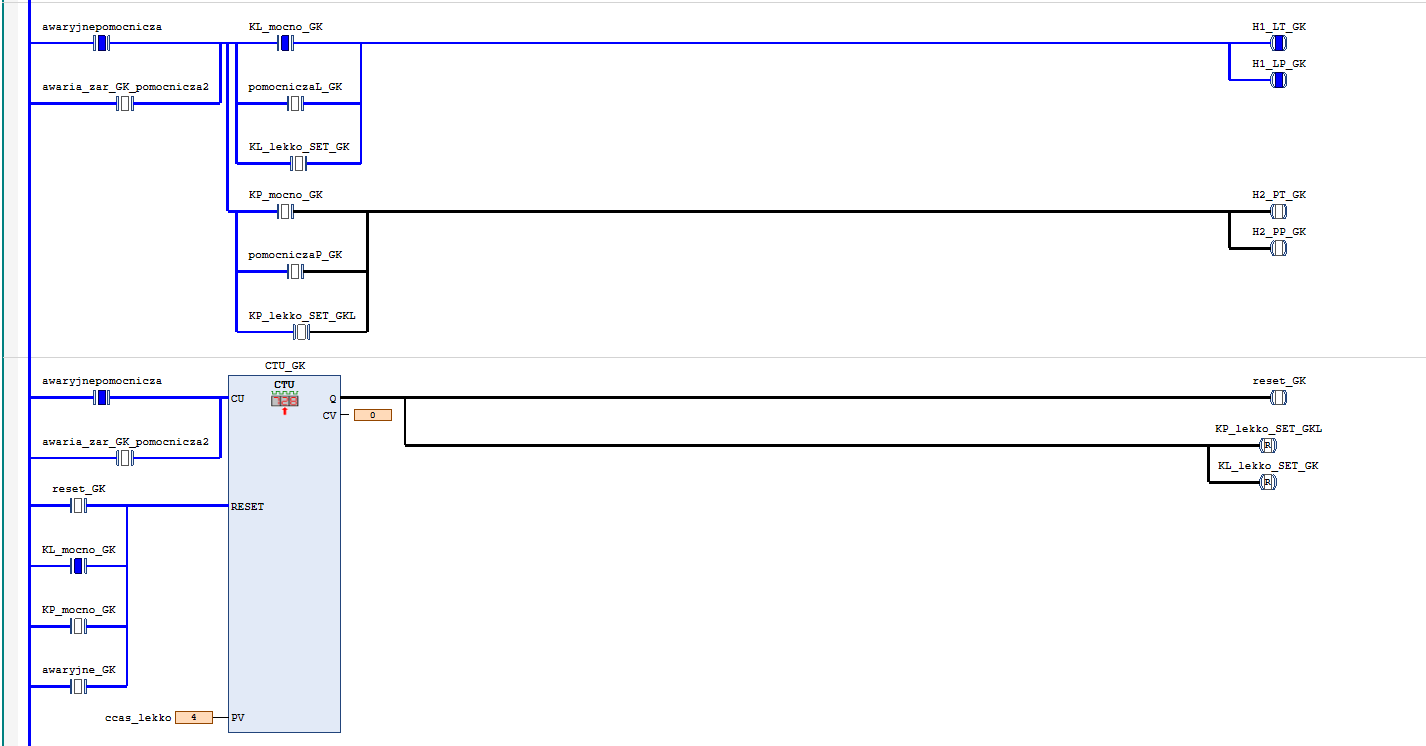 awaryjnepomocnicza KL_mocno_GK H1_LT_GK
H1_LP_GK
awaria_zar_GK_pomocnicza2 pomocniczaL_GK
KL_lekko_SET_GK
KP_mocno_GK H2_PT_GK
H2_PP_GK
pomocniczaP_GK
KP_lekko_SET_GKL
CTU_GK
awaryjnepomocnicza CTU reset_GK
CU Q
CV 0
KP_lekko_SET_GKL
R
awaria_zar_GK_pomocnicza2
KL_lekko_SET_GK
R
reset_GK
RESET
KL_mocno_GK
KP_mocno_GK
awaryjne_GK
ccas_lekko 4 PV